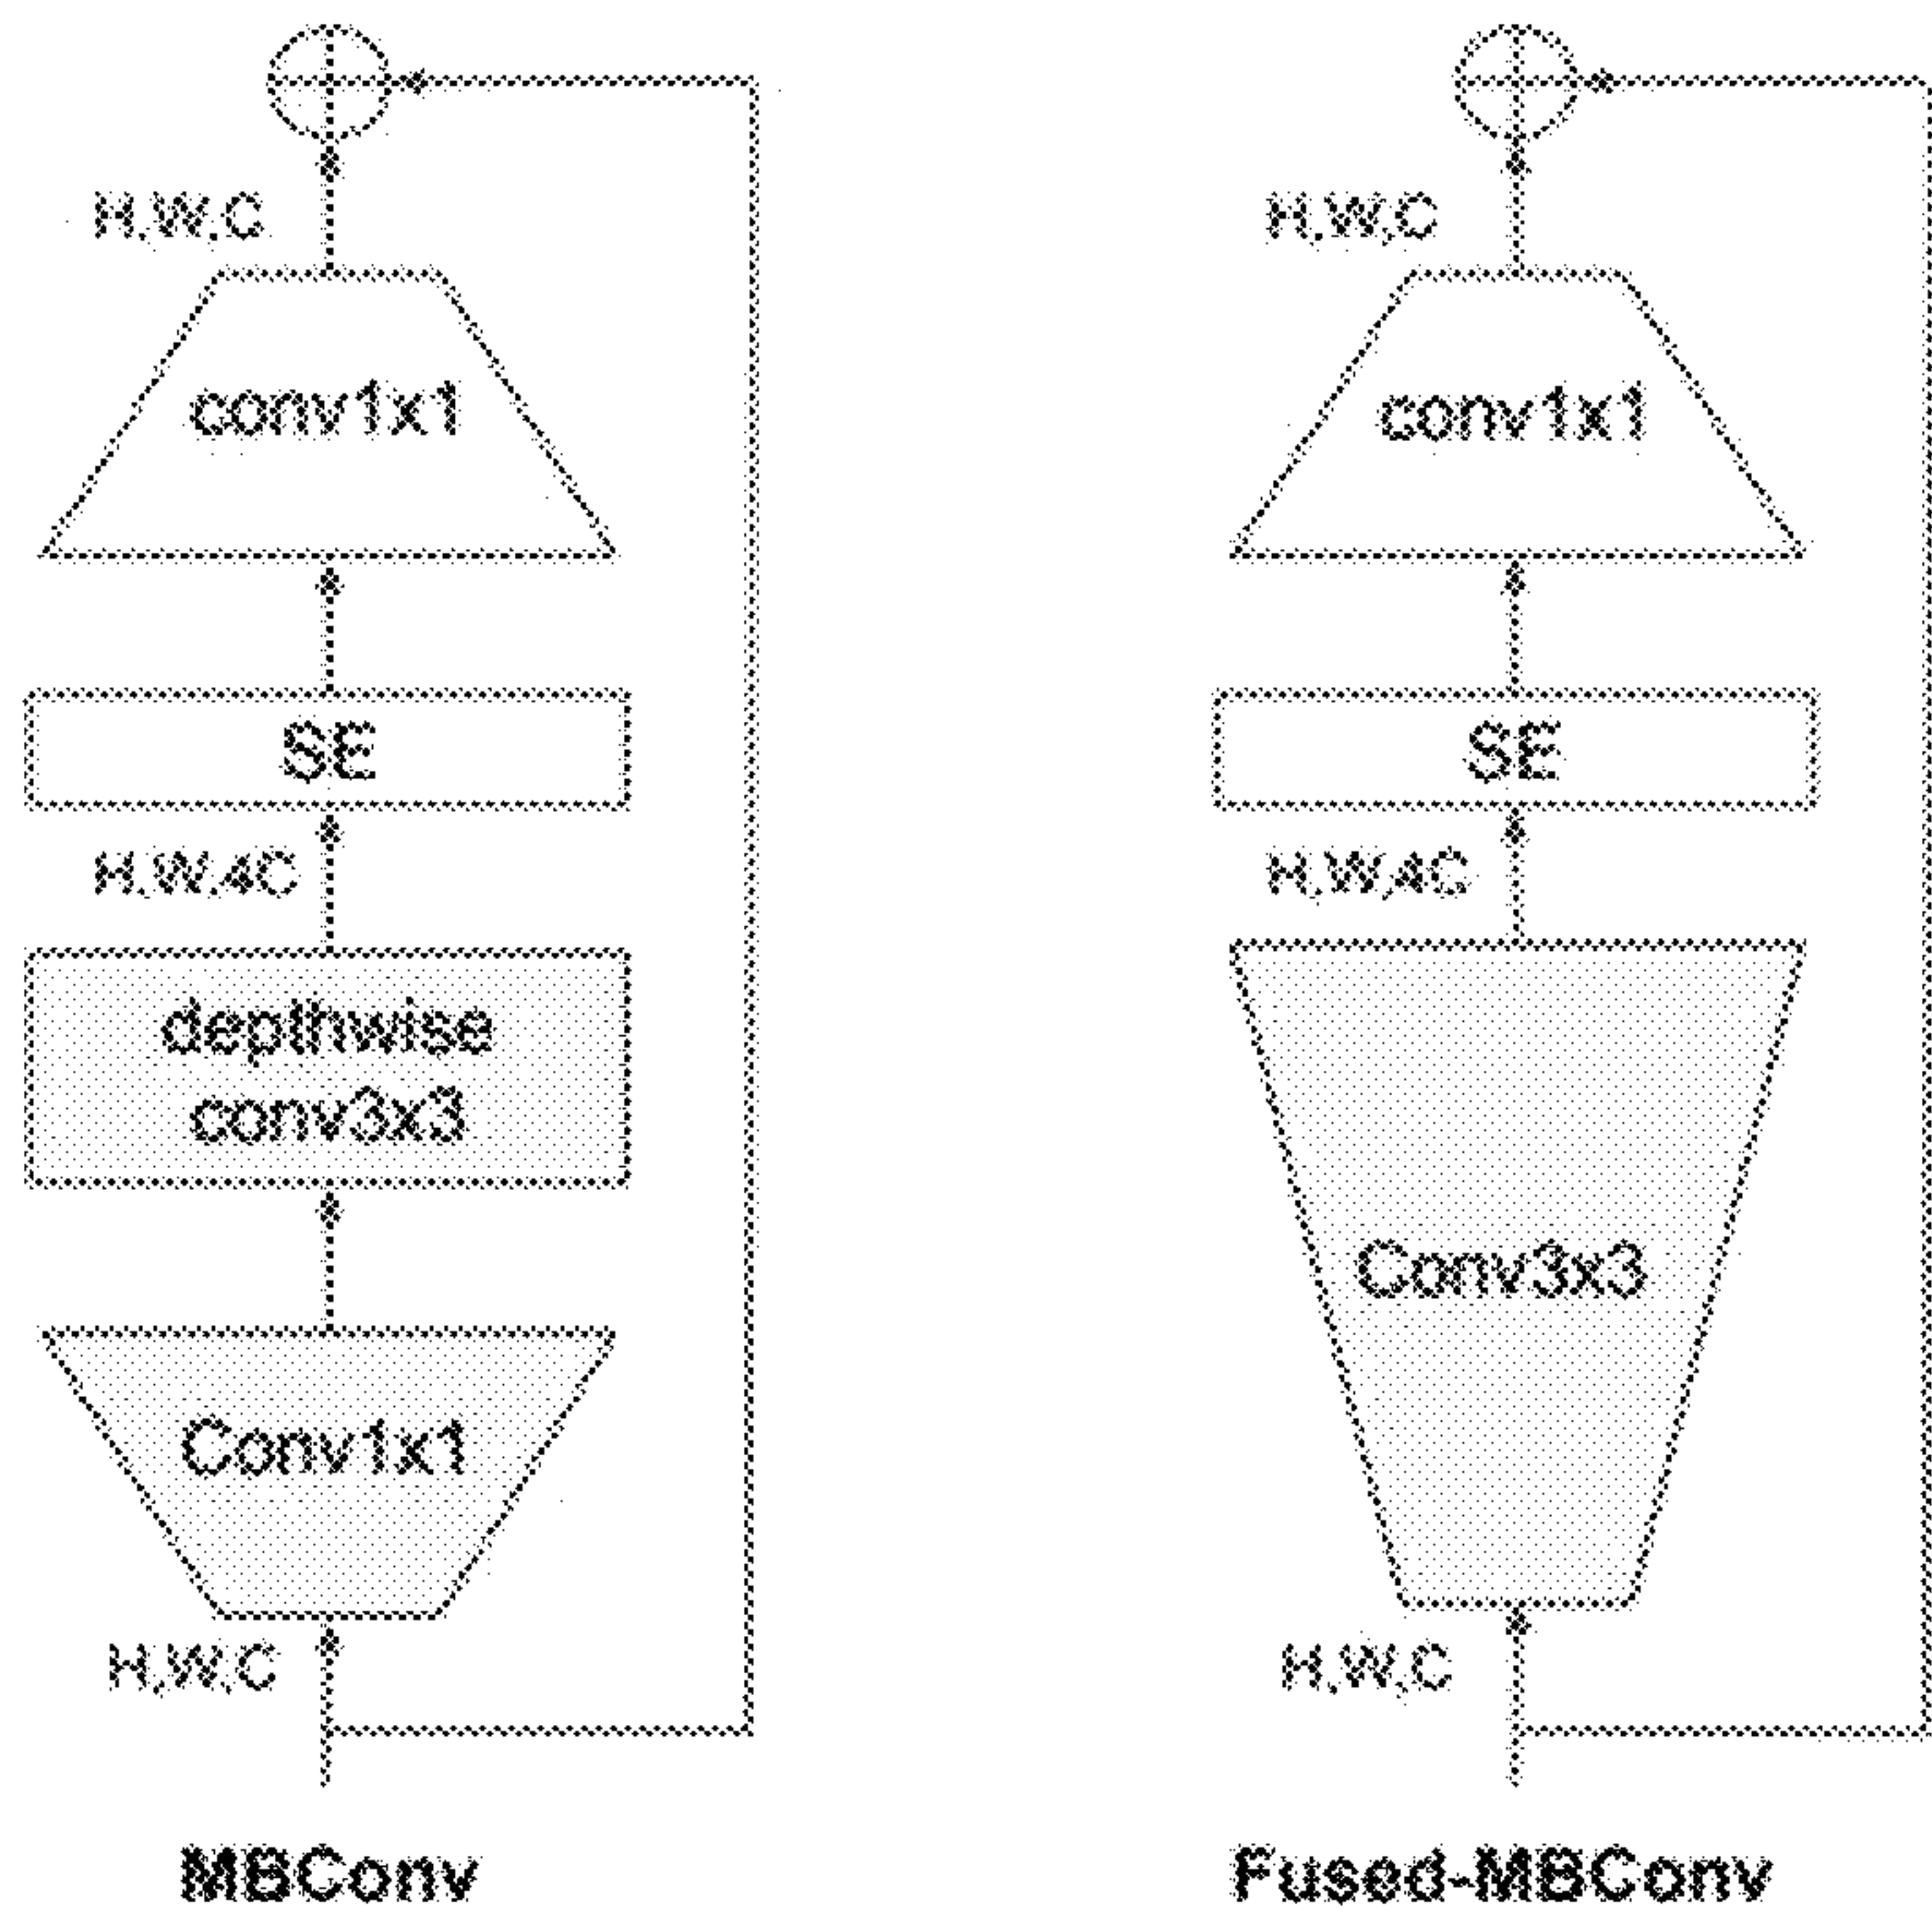 H,W,C
conv1x1
SE
H,W,4C
depthwise
conv3x3
Conv1x1
H,W,C
MBConv
H,W,C
conv1x1
SE
H,W,4C
Conv3x3
H,W,C
Fused-MBConv